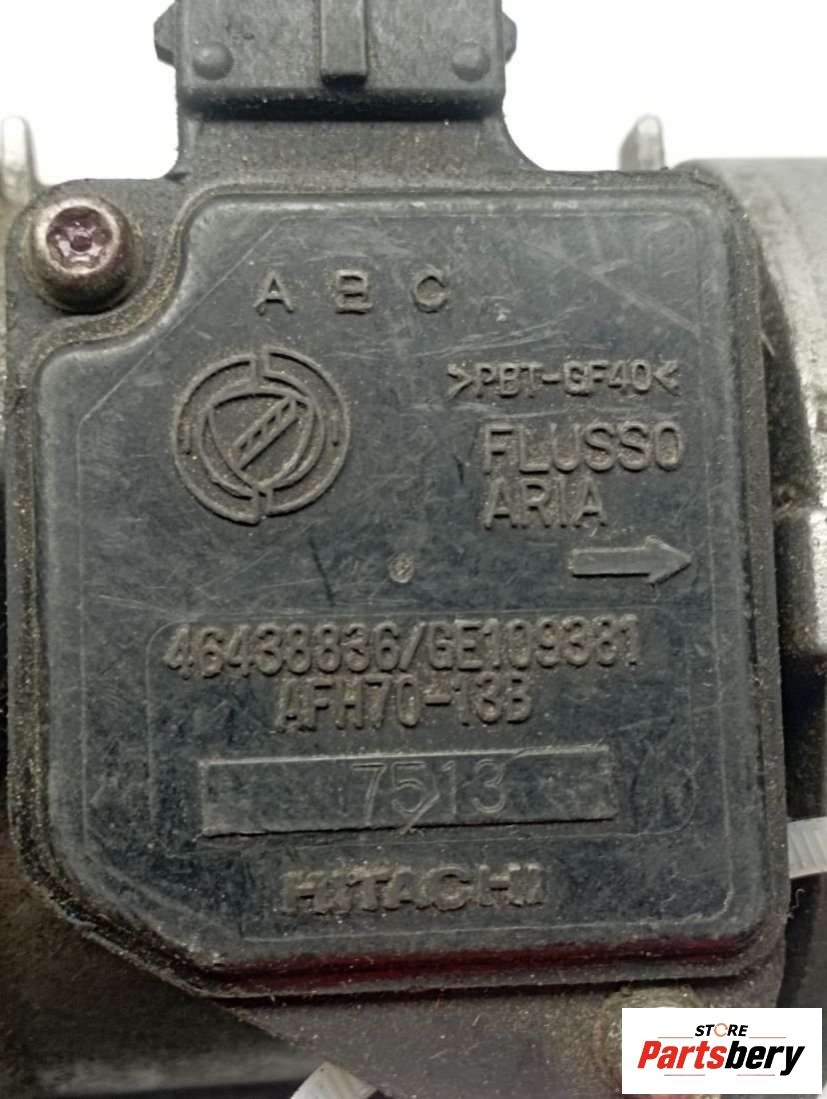 A B C
>PBT-GF40<
FLUSSO
ARIA
46438836/GE109381
AFH70-13B
7513
HITACHI
STORE
Partsbery